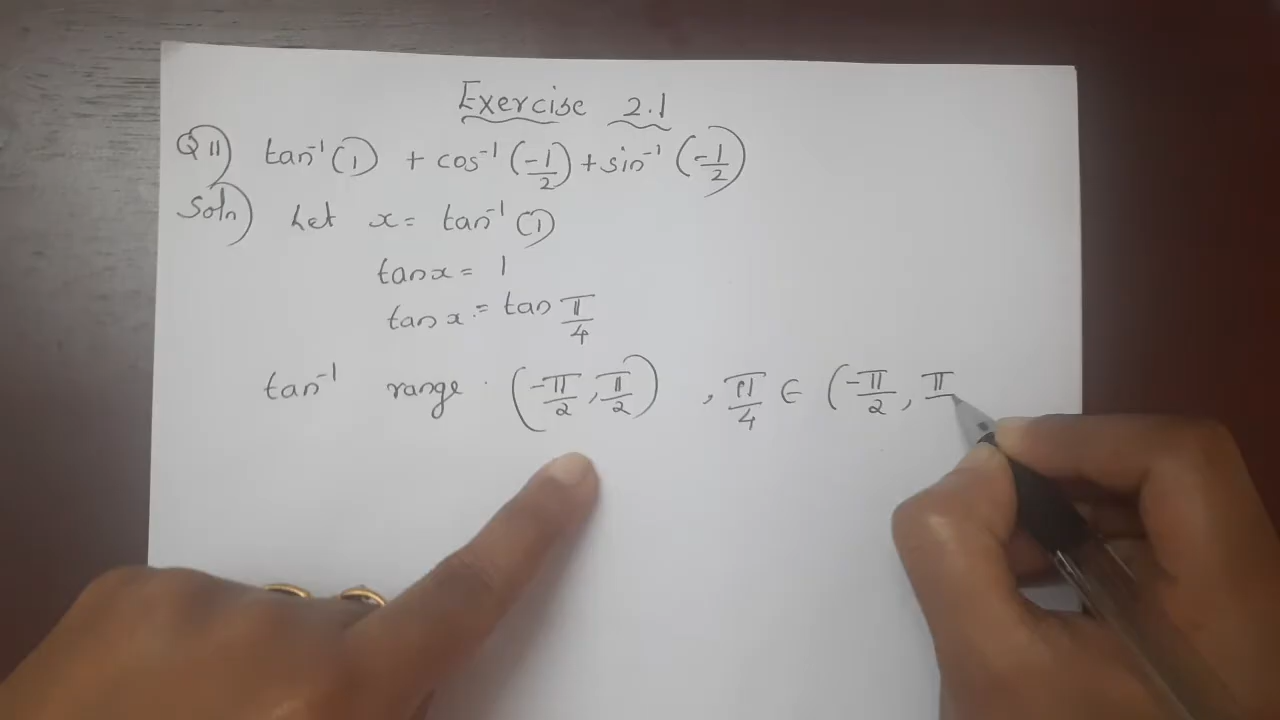 Exercise 2.1
Q11) tan⁻¹(1) + cos⁻¹(-1/2) + sin⁻¹(-1/2)
Soln) Let x = tan⁻¹(1)
tan x = 1
tan x = tan π/4
tan⁻¹ range (-π/2, π/2) , π/4 ∈ (-π/2, π